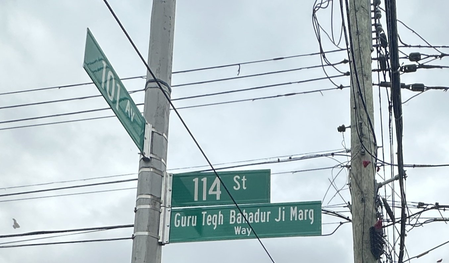 101 AV
114 St
Guru Tegh Bahadur Ji Marg
Way